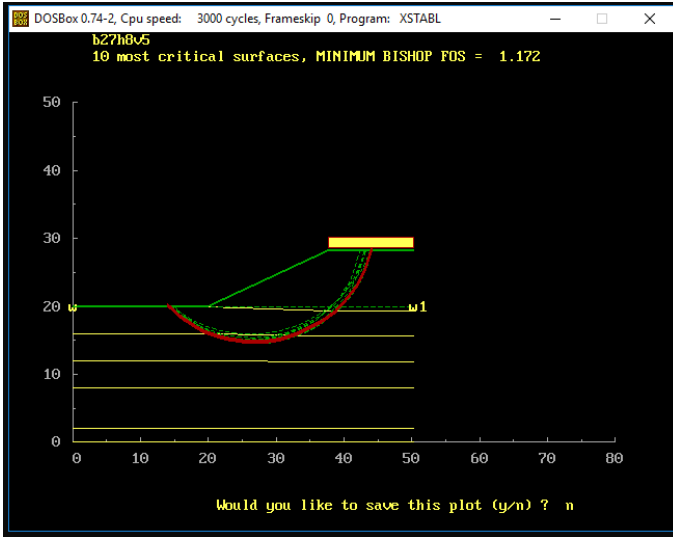 DOSBox 0.74-2, Cpu speed: 3000 cycles, Frameskip 0, Program: XSTABL
b27h8v5
10 most critical surfaces, MINIMUM BISHOP FOS = 1.172
50
40
30
20
W
W1
10
0
0 10 20 30 40 50 60 70 80
Would you like to save this plot (y/n) ? n